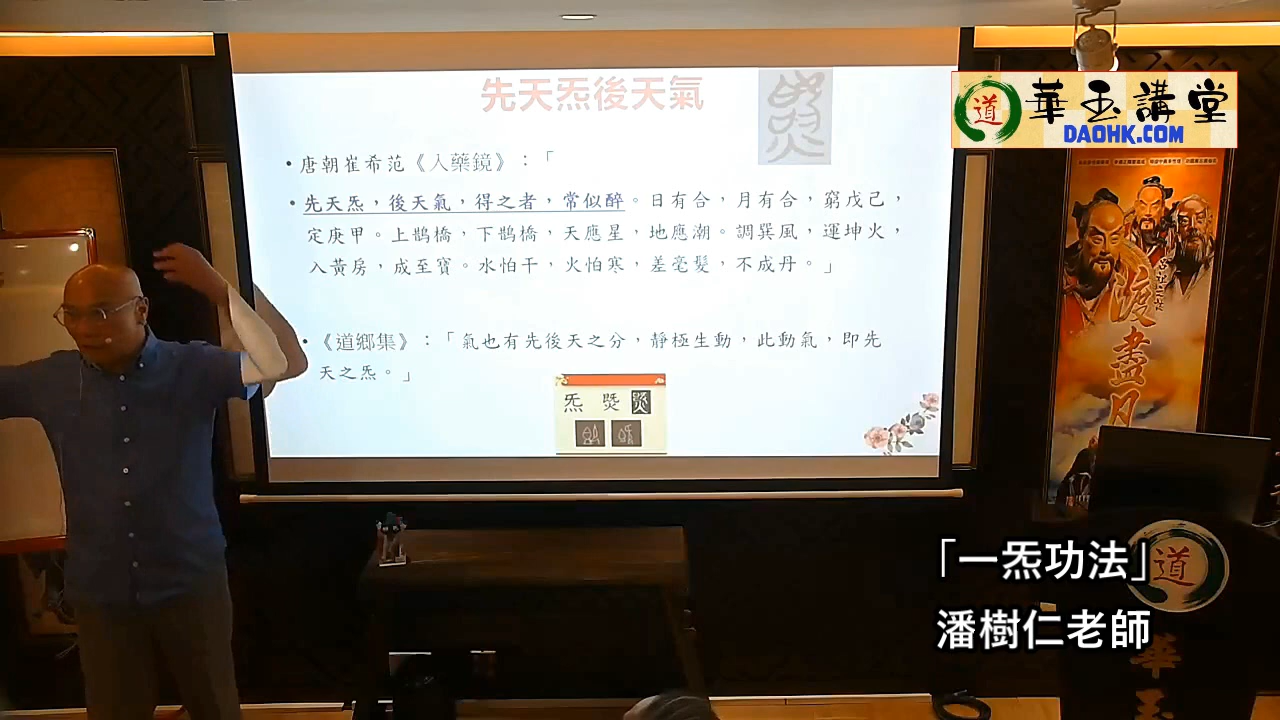 先天炁後天氣
• 唐朝崔希范《入藥鏡》：「
• 先天炁，後天氣，得之者，常似醉。日有合，月有合，窮戊己，
定庚甲。上鵲橋，下鵲橋，天應星，地應潮。調巽風，運坤火，
入黃房，成至寶。水怕干，火怕寒，差毫髮，不成丹。」
• 《道鄉集》：「氣也有先後天之分，靜極生動，此動氣，即先
天之炁。」
炁
道 華玉講堂
DAOHK.COM
渡盡
「一炁功法」
潘樹仁老師
道
華
玉